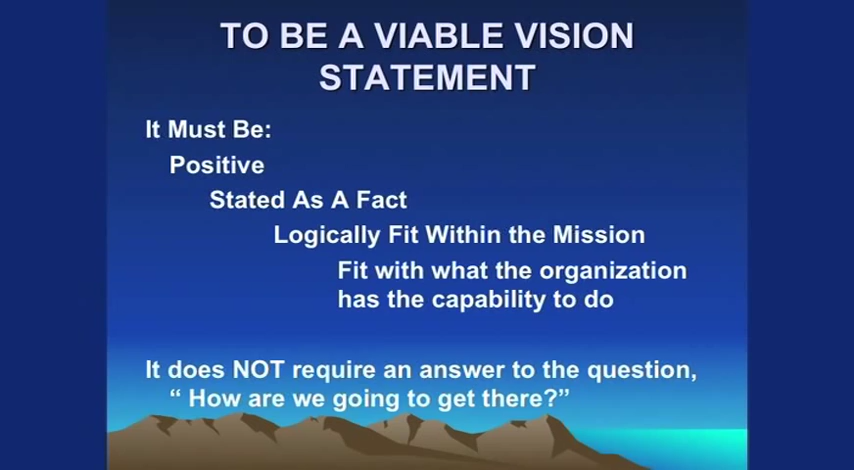 TO BE A VIABLE VISION
STATEMENT
It Must Be:
Positive
Stated As A Fact
Logically Fit Within the Mission
Fit with what the organization
has the capability to do
It does NOT require an answer to the question,
“ How are we going to get there?”